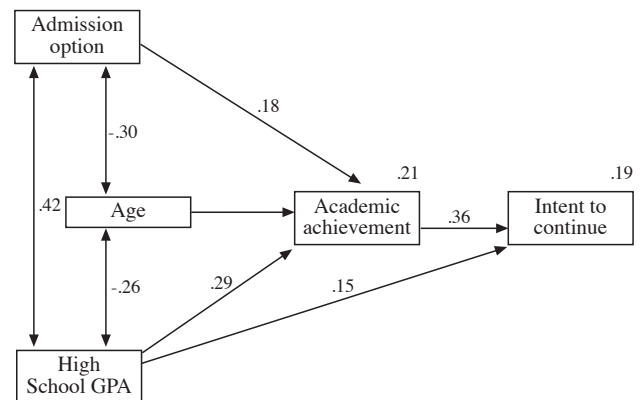 Admission
option
.18
-.30
.21
.19
.42
Age
Academic
achievement
.36
Intent to
continue
-.26
.29
.15
High
School GPA